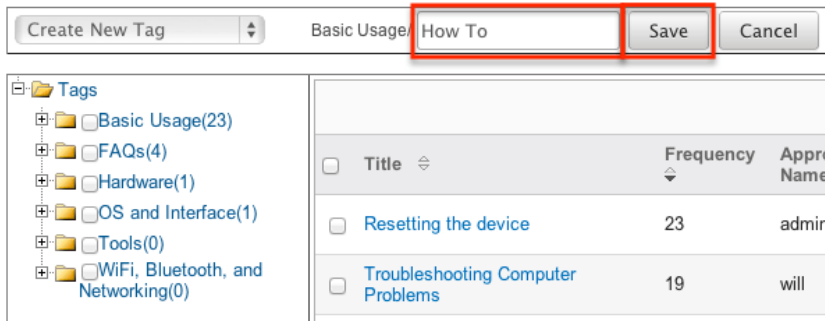 Create New Tag Basic Usage/ How To Save Cancel
Tags
Basic Usage(23)
FAQs(4)
Hardware(1)
OS and Interface(1)
Tools(0)
WiFi, Bluetooth, and
Networking(0)
Title Frequency
Name
Resetting the device 23 admin
Troubleshooting Computer
Problems 19 will